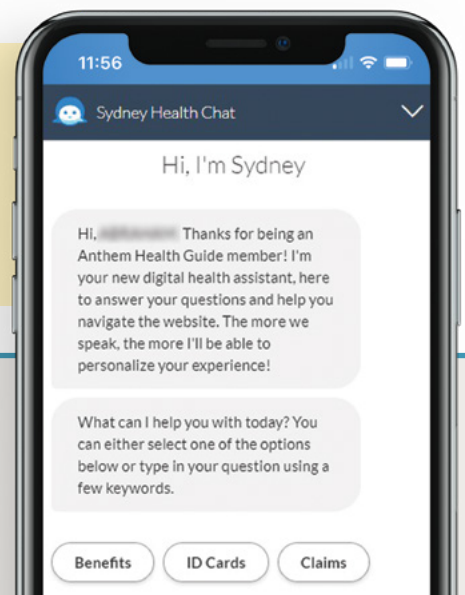 11:56
Sydney Health Chat
Hi, I'm Sydney
Hi, Thanks for being an
Anthem Health Guide member! I'm
your new digital health assistant, here
to answer your questions and help you
navigate the website. The more we
speak, the more I'll be able to
personalize your experience!
What can I help you with today? You
can either select one of the options
below or type in your question using a
few keywords.
Benefits ID Cards Claims